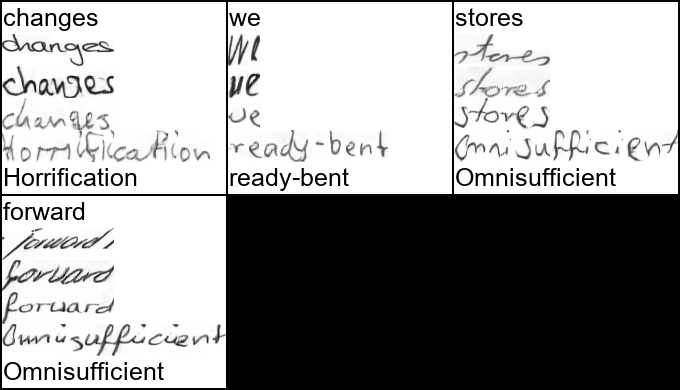 changes
changes
changes
changes
Horrification
Horrification
we
we
we
we
ready-bent
ready-bent
stores
stores
stores
stores
Omnisufficient
Omnisufficient
forward
forward
forward
forward
Omnisufficient
Omnisufficient